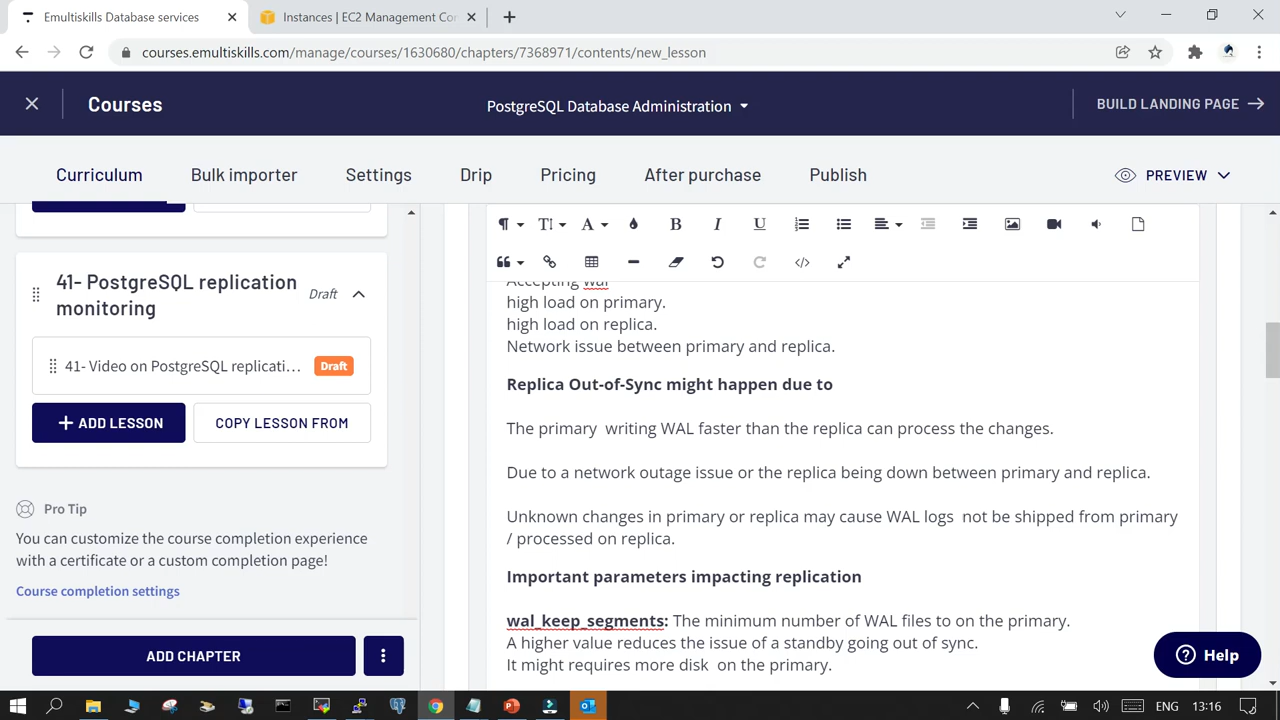 Emultiskills Database services
Instances | EC2 Management Con
courses.emultiskills.com/manage/courses/1630680/chapters/7368971/contents/new_lesson
Courses
PostgreSQL Database Administration
BUILD LANDING PAGE
Curriculum
Bulk importer
Settings
Drip
Pricing
After purchase
Publish
PREVIEW
41- PostgreSQL replication
monitoring
Draft
41- Video on PostgreSQL replicati...
Draft
ADD LESSON
COPY LESSON FROM
Pro Tip
You can customize the course completion experience
with a certificate or a custom completion page!
Course completion settings
ADD CHAPTER
Accepting wal
high load on primary.
high load on replica.
Network issue between primary and replica.
Replica Out-of-Sync might happen due to
The primary  writing WAL faster than the replica can process the changes.
Due to a network outage issue or the replica being down between primary and replica.
Unknown changes in primary or replica may cause WAL logs  not be shipped from primary
/ processed on replica.
Important parameters impacting replication
wal_keep_segments: The minimum number of WAL files to on the primary.
A higher value reduces the issue of a standby going out of sync.
It might requires more disk  on the primary.
Help
ENG
13:16